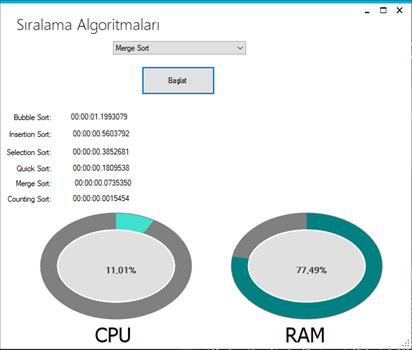 Sıralama Algoritmaları
Merge Sort
Başlat
Bubble Sort: 00:00:01.1993079
Insertion Sort: 00:00:00.5603792
Selection Sort: 00:00:00.3852681
Quick Sort: 00:00:00.1809538
Merge Sort: 00:00:00.0735350
Counting Sort: 00:00:00.0015454
11,01% 77,49%
CPU RAM